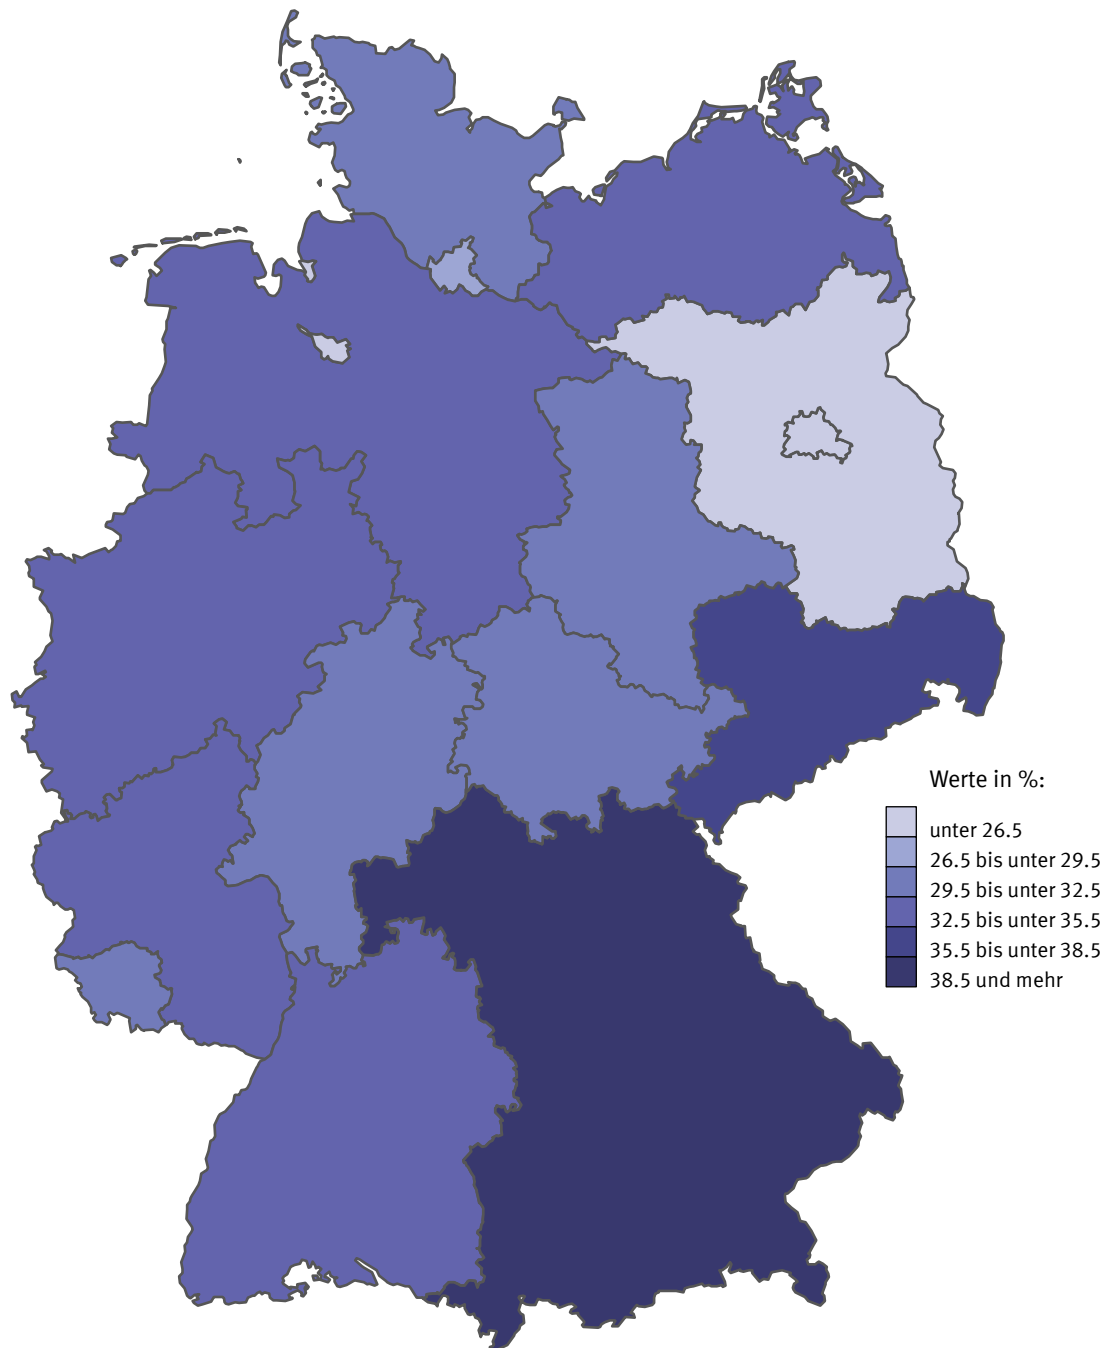 Werte in %:
unter 26.5
26.5 bis unter 29.5
29.5 bis unter 32.5
32.5 bis unter 35.5
35.5 bis unter 38.5
38.5 und mehr